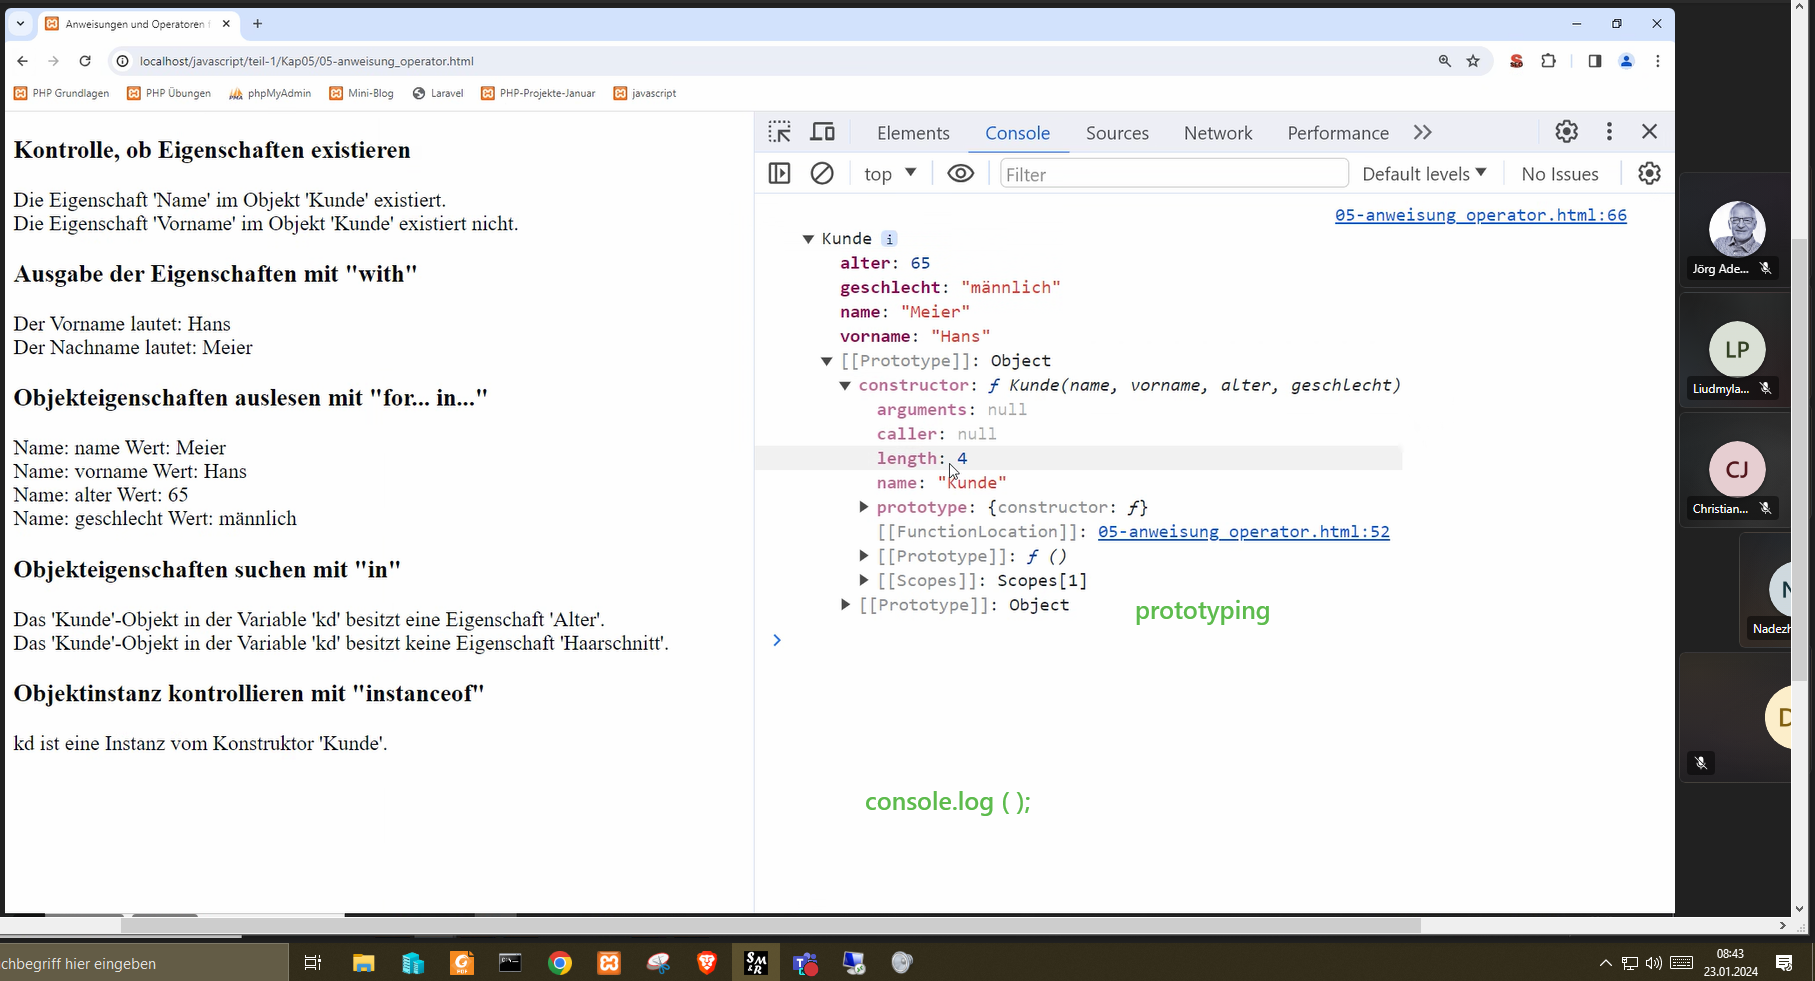 Anweisungen und Operatoren
localhost/javascript/teil-1/Kap05/05-anweisung_operator.html
PHP Grundlagen
PHP Übungen
phpMyAdmin
Mini-Blog
Laravel
PHP-Projekte-Januar
javascript
Kontrolle, ob Eigenschaften existieren
Die Eigenschaft 'Name' im Objekt 'Kunde' existiert.
Die Eigenschaft 'Vorname' im Objekt 'Kunde' existiert nicht.
Ausgabe der Eigenschaften mit "with"
Der Vorname lautet: Hans
Der Nachname lautet: Meier
Objekteigenschaften auslesen mit "for... in..."
Name: name Wert: Meier
Name: vorname Wert: Hans
Name: alter Wert: 65
Name: geschlecht Wert: männlich
Objekteigenschaften suchen mit "in"
Das 'Kunde'-Objekt in der Variable 'kd' besitzt eine Eigenschaft 'Alter'.
Das 'Kunde'-Objekt in der Variable 'kd' besitzt keine Eigenschaft 'Haarschnitt'.
Objektinstanz kontrollieren mit "instanceof"
kd ist eine Instanz vom Konstruktor 'Kunde'.
Elements Console Sources Network Performance
top Filter Default levels No Issues
05-anweisung_operator.html:66
Kunde i
alter: 65
geschlecht: "männlich"
name: "Meier"
vorname: "Hans"
[[Prototype]]: Object
constructor: ƒ Kunde(name, vorname, alter, geschlecht)
arguments: null
caller: null
length: 4
name: "Kunde"
prototype: {constructor: ƒ}
[[FunctionLocation]]: 05-anweisung_operator.html:52
[[Prototype]]: ƒ ()
[[Scopes]]: Scopes[1]
[[Prototype]]: Object
prototyping
console.log ( );
Jörg Ade...
LP
Liudmyla...
CJ
Christian...
N
Nadezh
D
chbegriff hier eingeben
08:43
23.01.2024